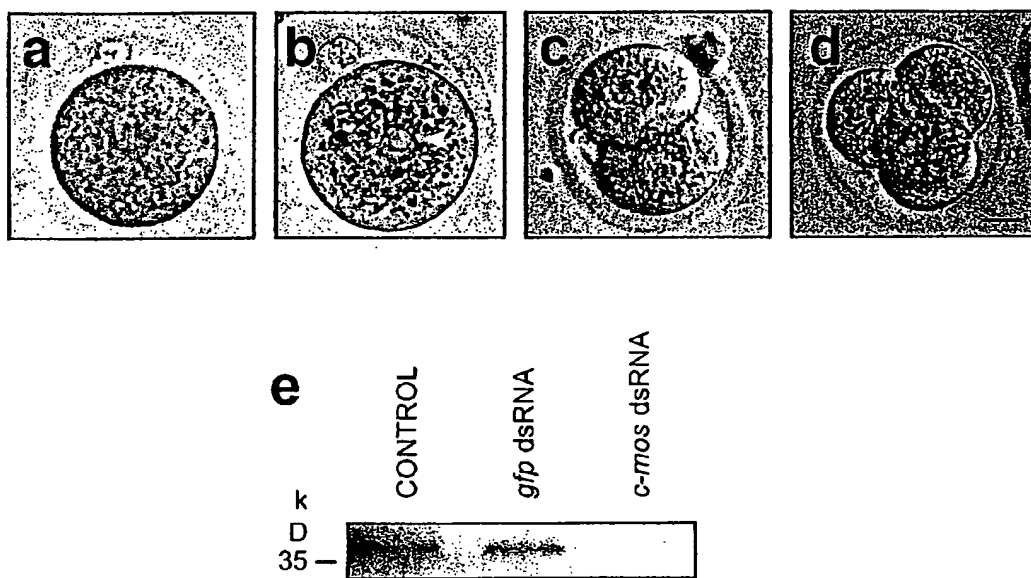 a b c d
e
CONTROL
gfp dsRNA
c-mos dsRNA
k
D
35